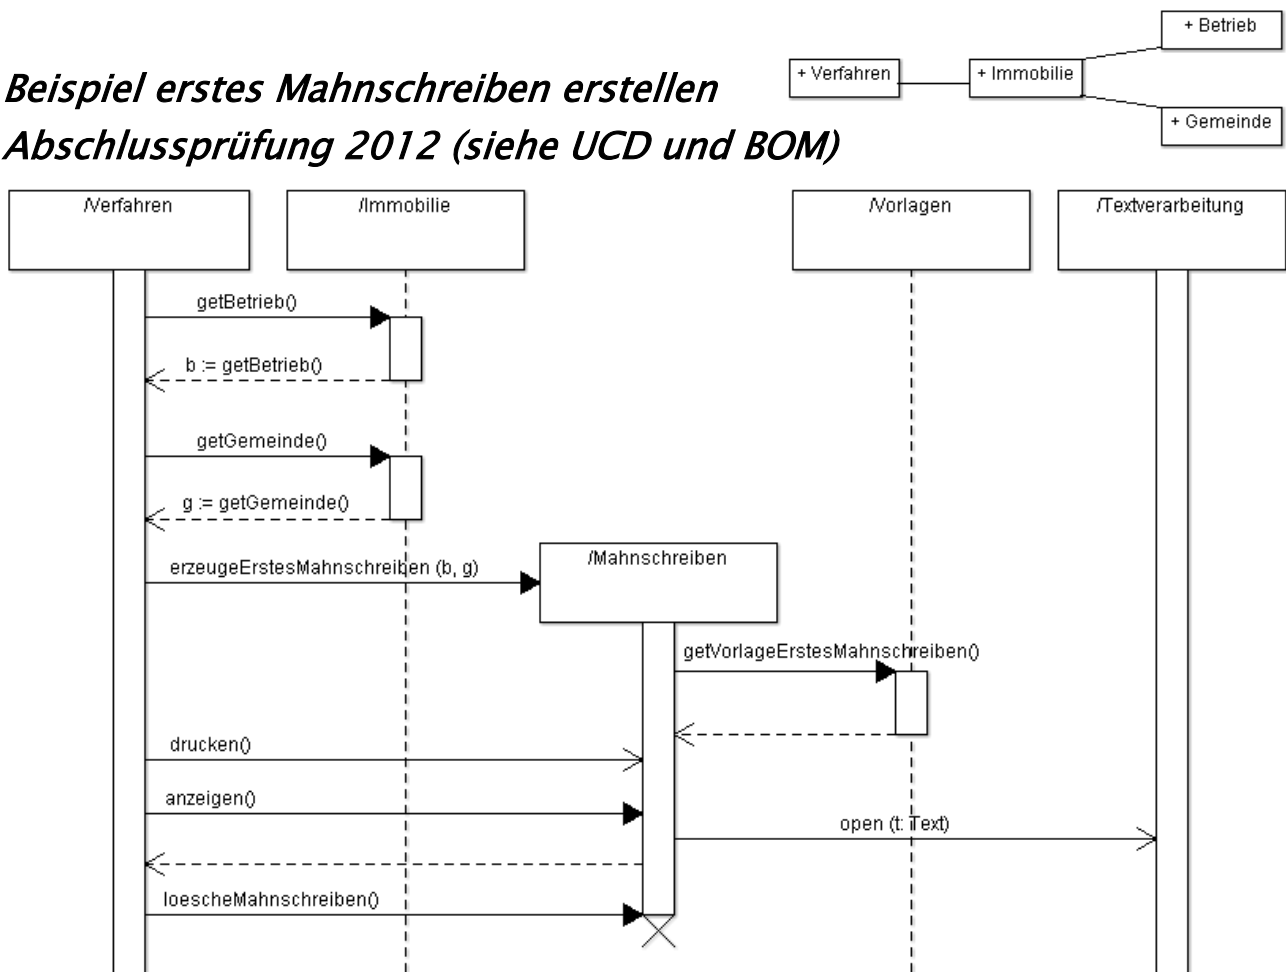 + Betrieb
+ Verfahren
+ Immobilie
+ Gemeinde
Beispiel erstes Mahnschreiben erstellen
Abschlussprüfung 2012 (siehe UCD und BOM)
/Verfahren
/Immobilie
/Vorlagen
/Textverarbeitung
getBetrieb()
b := getBetrieb()
getGemeinde()
g := getGemeinde()
/Mahnschreiben
erzeugeErstesMahnschreiben (b, g)
getVorlageErstesMahnschreiben()
drucken()
anzeigen()
open (t: Text)
loescheMahnschreiben()